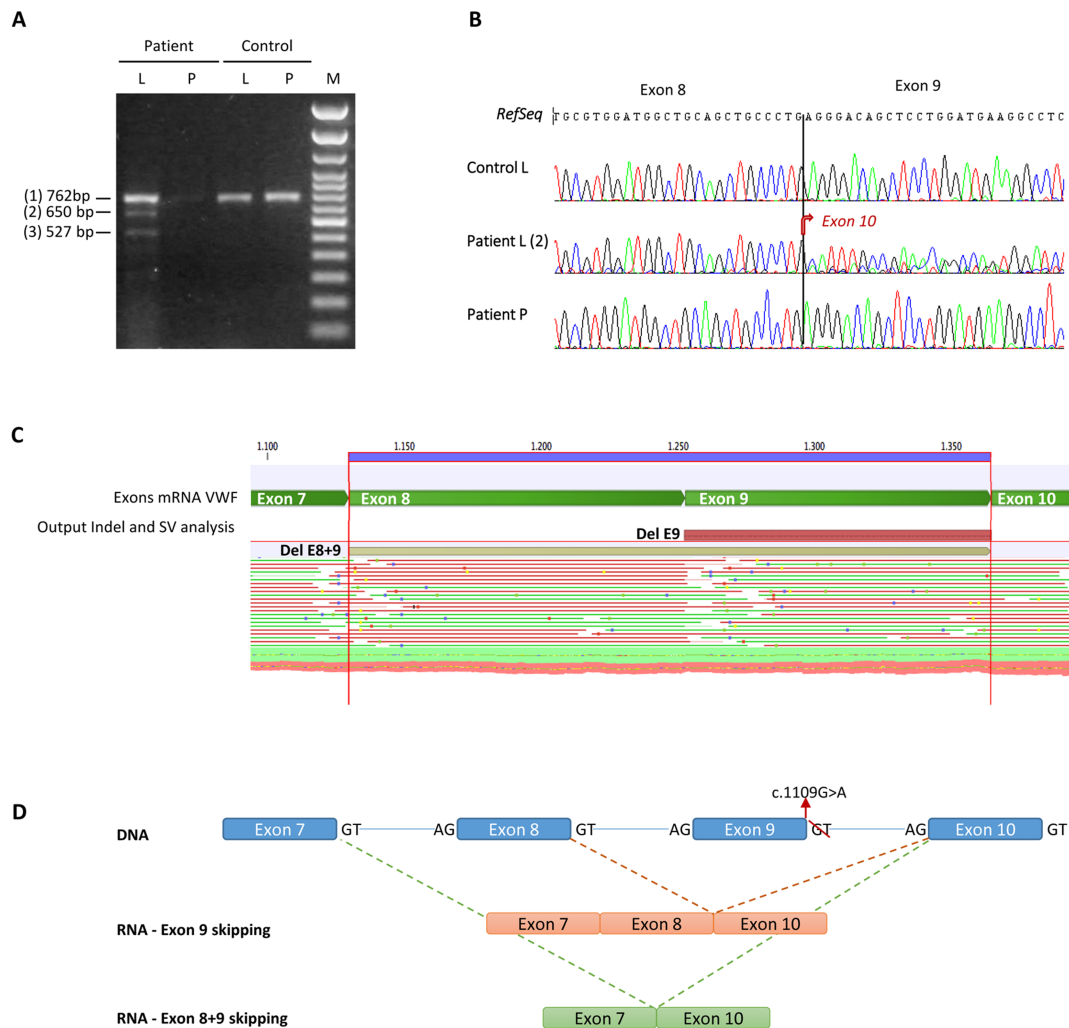 A
Patient Control
L P L P M
(1) 762bp
(2) 650 bp
(3) 527 bp
B
Exon 8 Exon 9
RefSeq TGCGTGGATGGCTGCAGCTGCCCTGAGGGACAGCTCCTGGATGAAGGCCTC
Control L
Exon 10
Patient L (2)
Patient P
C
1.100 1.150 1.200 1.250 1.300 1.350
Exons mRNA VWF Exon 7 Exon 8 Exon 9 Exon 10
Output Indel and SV analysis
Del E9
Del E8+9
D
c.1109G>A
DNA Exon 7 GT AG Exon 8 GT AG Exon 9 GT AG Exon 10 GT
RNA - Exon 9 skipping Exon 7 Exon 8 Exon 10
RNA - Exon 8+9 skipping Exon 7 Exon 10